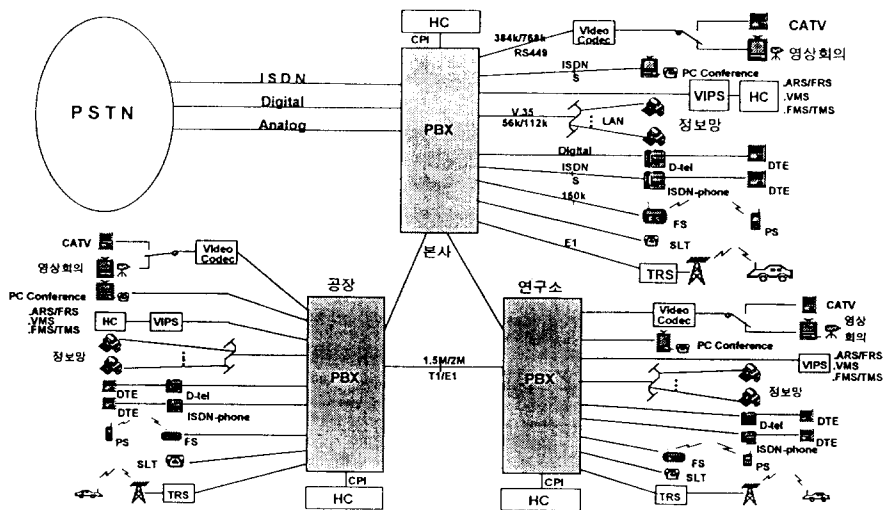 HC
CPI
PSTN
ISDN
Digital
Analog
PBX
본사
384k/768k
RS449
Video
Codec
CATV
영상회의
ISDN
S
PC Conference
VIPS
HC
.ARS/FRS
.VMS
.FMS/TMS
V.35
56k/112k
LAN
정보망
Digital
D-tel
DTE
ISDN
S
ISDN-phone
DTE
150k
FS
PS
SLT
E1
TRS
공장
CATV
영상회의
Video
Codec
PC Conference
.ARS/FRS
.VMS
.FMS/TMS
HC
VIPS
정보망
DTE
D-tel
DTE
ISDN-phone
PS
FS
SLT
TRS
PBX
CPI
HC
1.5M/2M
T1/E1
연구소
PBX
CPI
HC
Video
Codec
CATV
영상
회의
PC Conference
VIPS
.ARS/FRS
.VMS
.FMS/TMS
정보망
D-tel
DTE
DTE
ISDN-phone
FS
PS
SLT
TRS